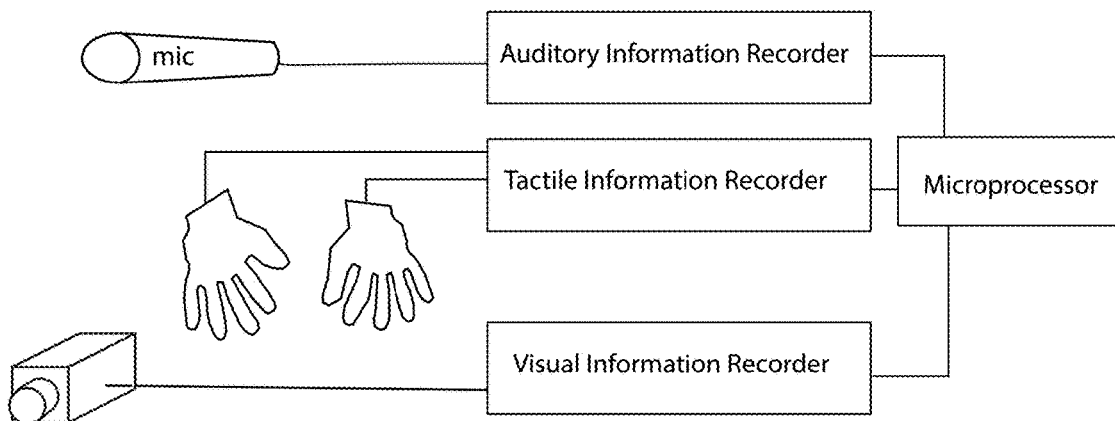 mic
Auditory Information Recorder
Tactile Information Recorder
Microprocessor
Visual Information Recorder